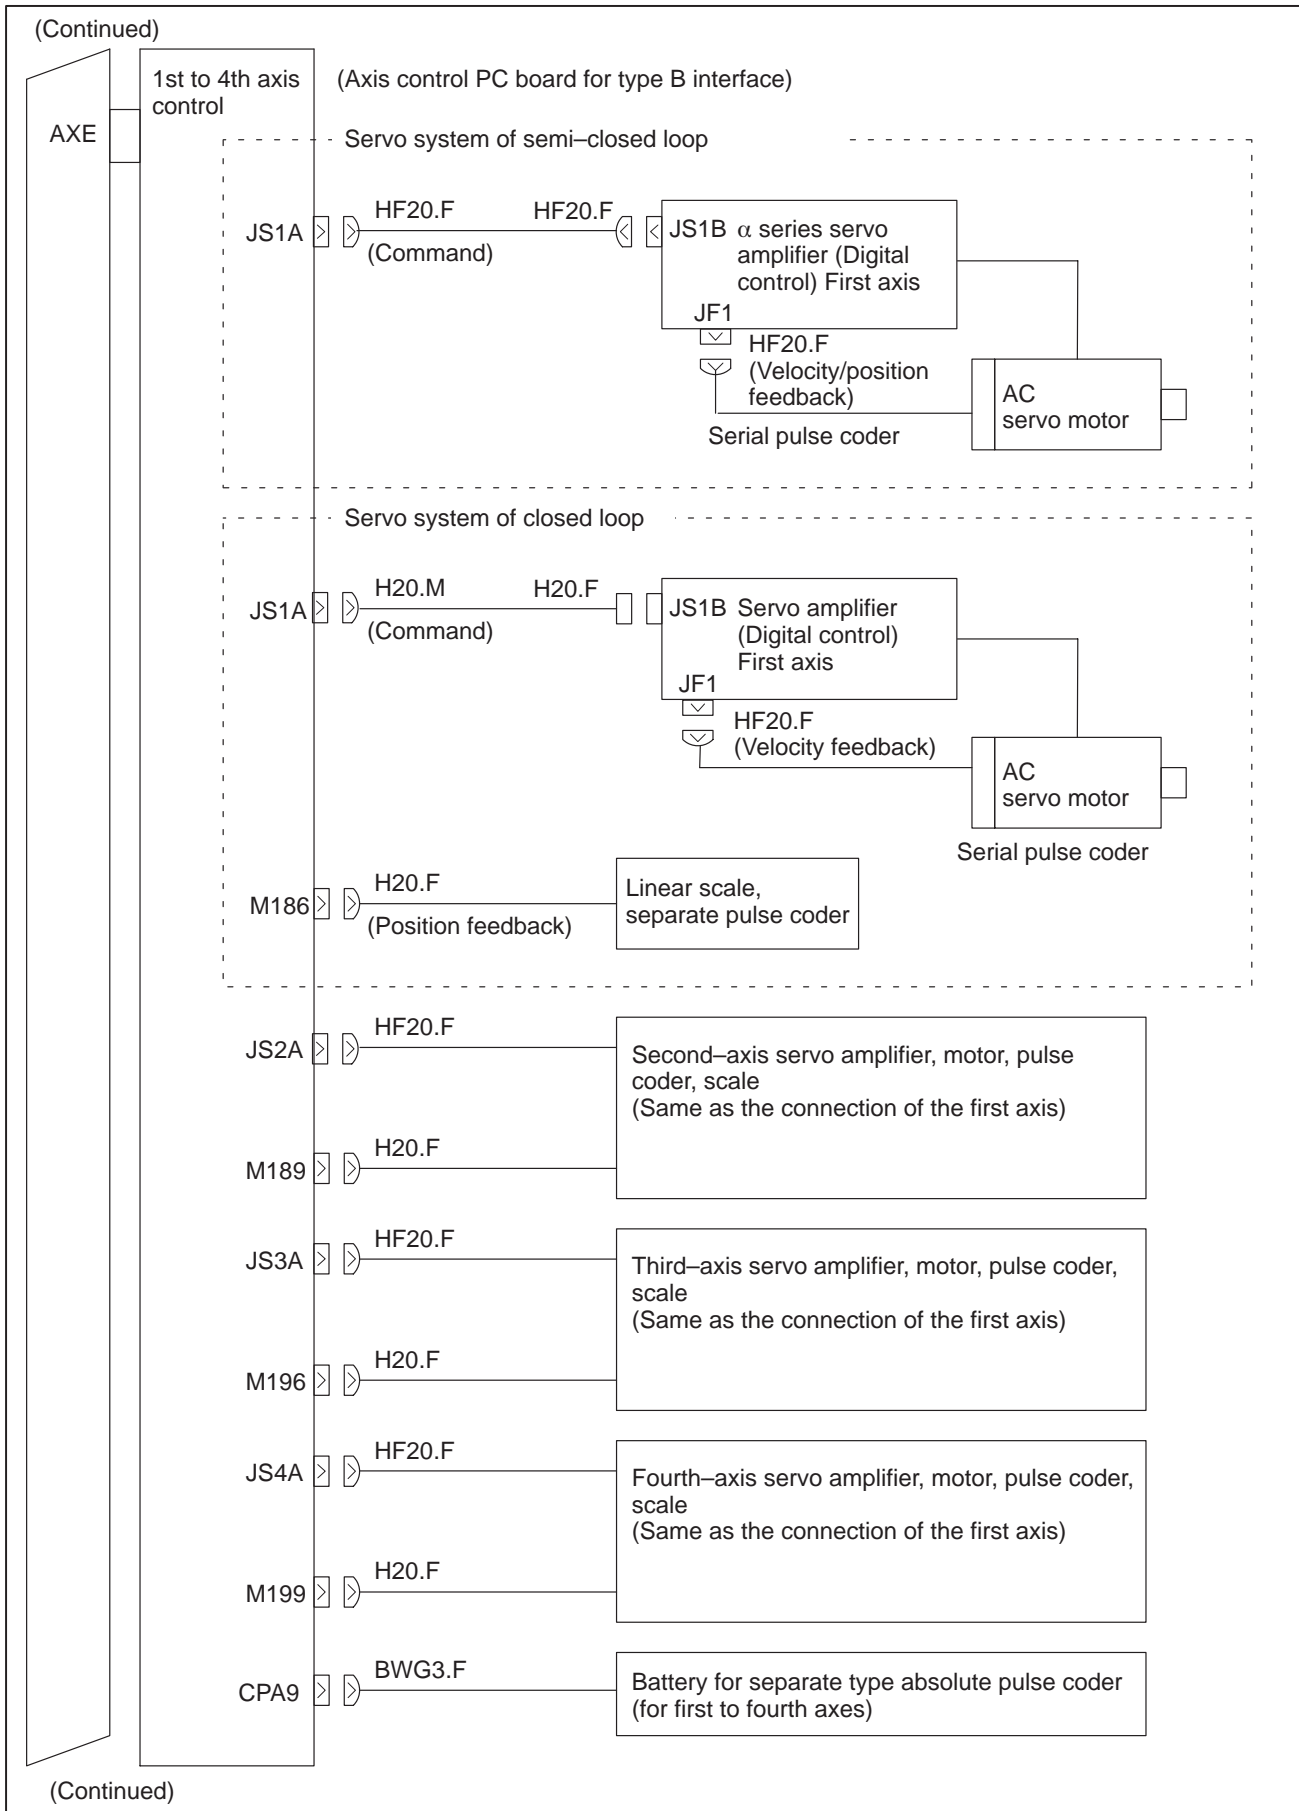 (Continued)
1st to 4th axis
control
(Axis control PC board for type B interface)
AXE
Servo system of semi–closed loop
JS1A
HF20.F
HF20.F
(Command)
JS1B α series servo
amplifier (Digital
control) First axis
JF1
HF20.F
(Velocity/position
feedback)
AC
servo motor
Serial pulse coder
Servo system of closed loop
JS1A
H20.M
H20.F
(Command)
JS1B Servo amplifier
(Digital control)
First axis
JF1
HF20.F
(Velocity feedback)
AC
servo motor
Serial pulse coder
M186
H20.F
(Position feedback)
Linear scale,
separate pulse coder
JS2A
HF20.F
Second–axis servo amplifier, motor, pulse
coder, scale
(Same as the connection of the first axis)
M189
H20.F
JS3A
HF20.F
Third–axis servo amplifier, motor, pulse coder,
scale
(Same as the connection of the first axis)
M196
H20.F
JS4A
HF20.F
Fourth–axis servo amplifier, motor, pulse coder,
scale
(Same as the connection of the first axis)
M199
H20.F
CPA9
BWG3.F
Battery for separate type absolute pulse coder
(for first to fourth axes)
(Continued)